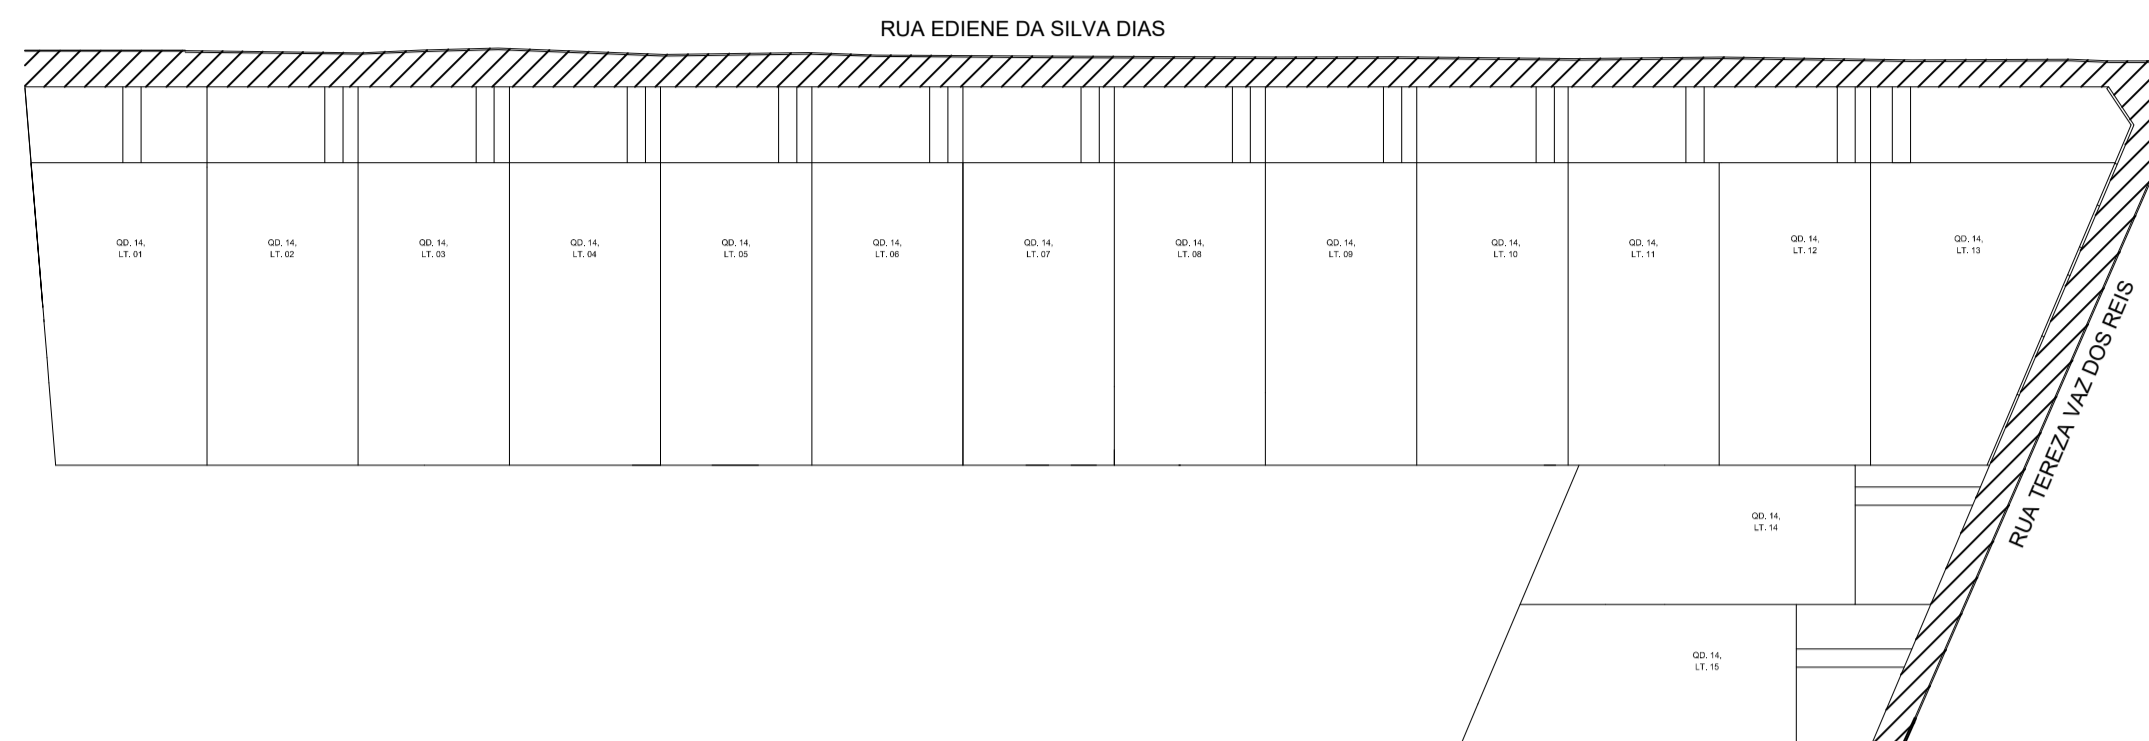 RUA EDIENE DA SILVA DIAS
QD. 14,
LT. 01
QD. 14,
LT. 02
QD. 14,
LT. 03
QD. 14,
LT. 04
QD. 14,
LT. 05
QD. 14,
LT. 06
QD. 14,
LT. 07
QD. 14,
LT. 08
QD. 14,
LT. 09
QD. 14,
LT. 10
QD. 14,
LT. 11
QD. 14,
LT. 12
QD. 14,
LT. 13
RUA TEREZA VAZ DOS REIS
QD. 14,
LT. 14
QD. 14,
LT. 15